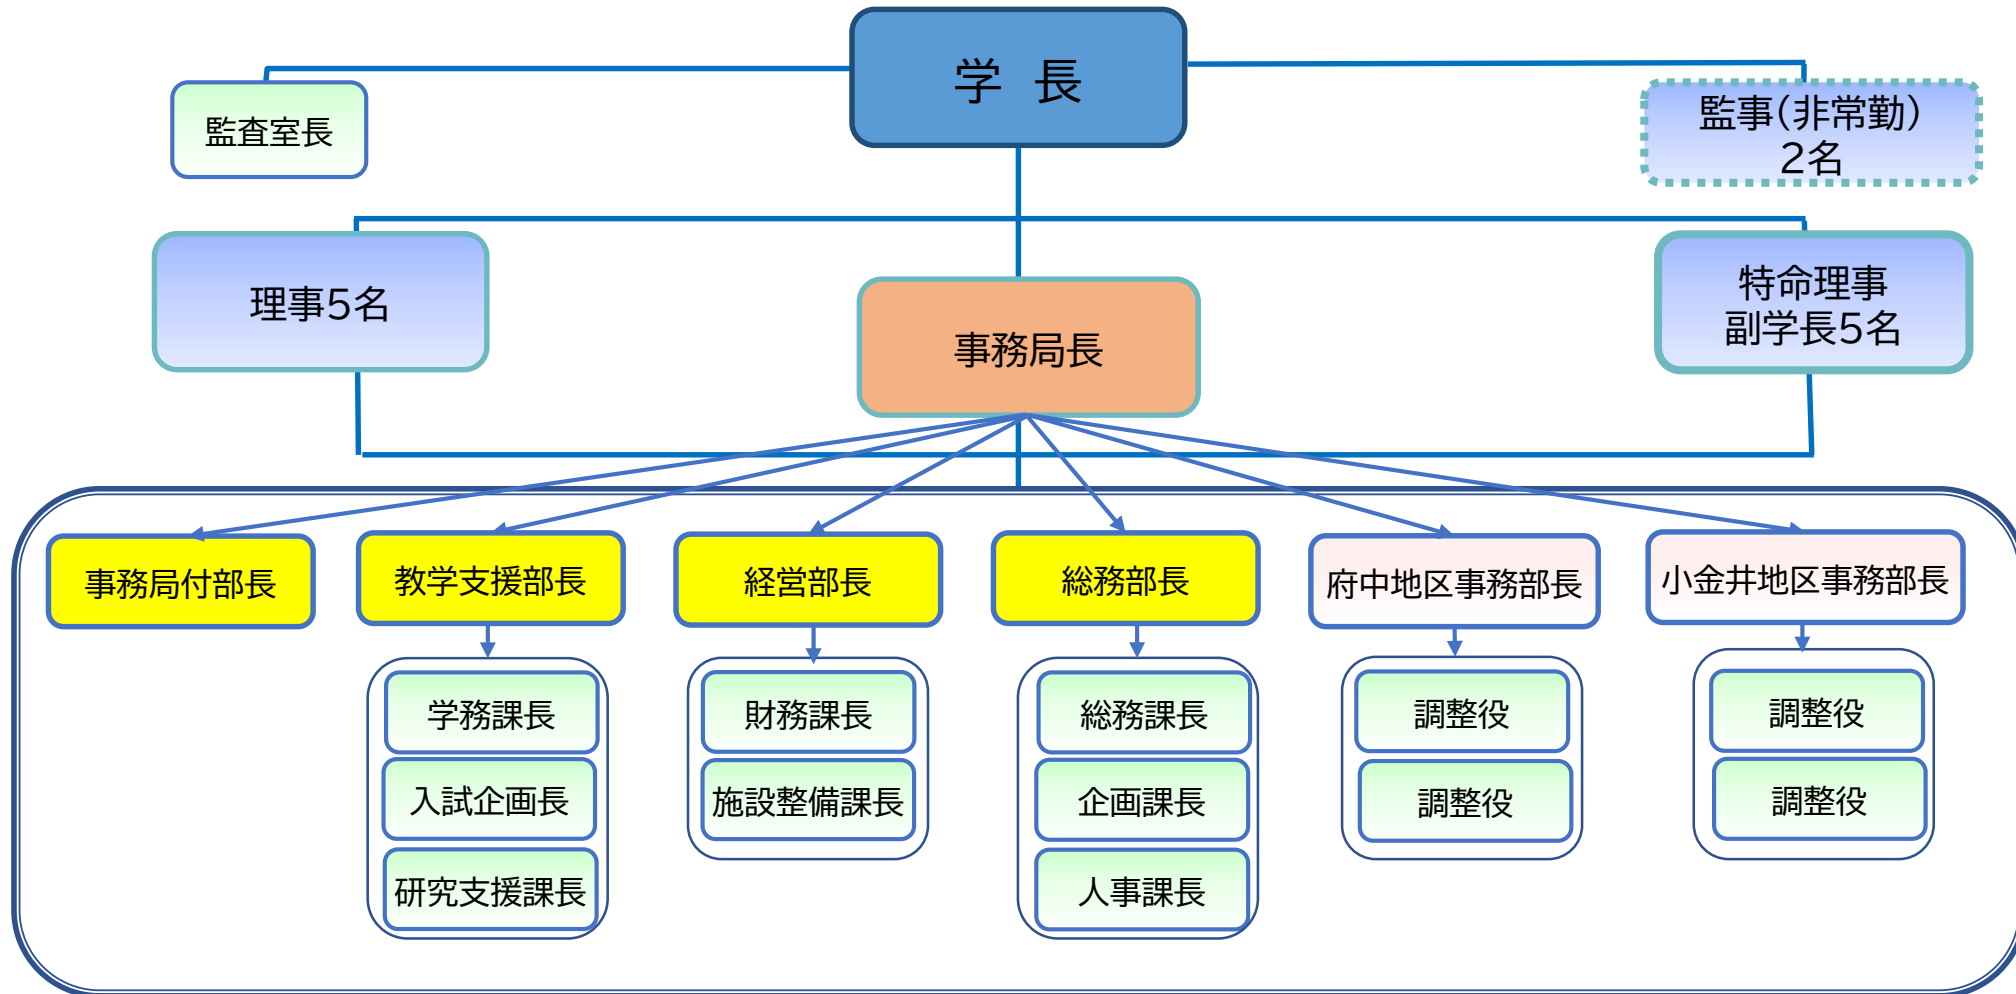 学 長
監査室長
監事(非常勤)
2名
理事5名
事務局長
特命理事
副学長5名
事務局付部長
教学支援部長
経営部長
総務部長
府中地区事務部長
小金井地区事務部長
学務課長
財務課長
総務課長
調整役
調整役
入試企画長
施設整備課長
企画課長
調整役
調整役
研究支援課長
人事課長